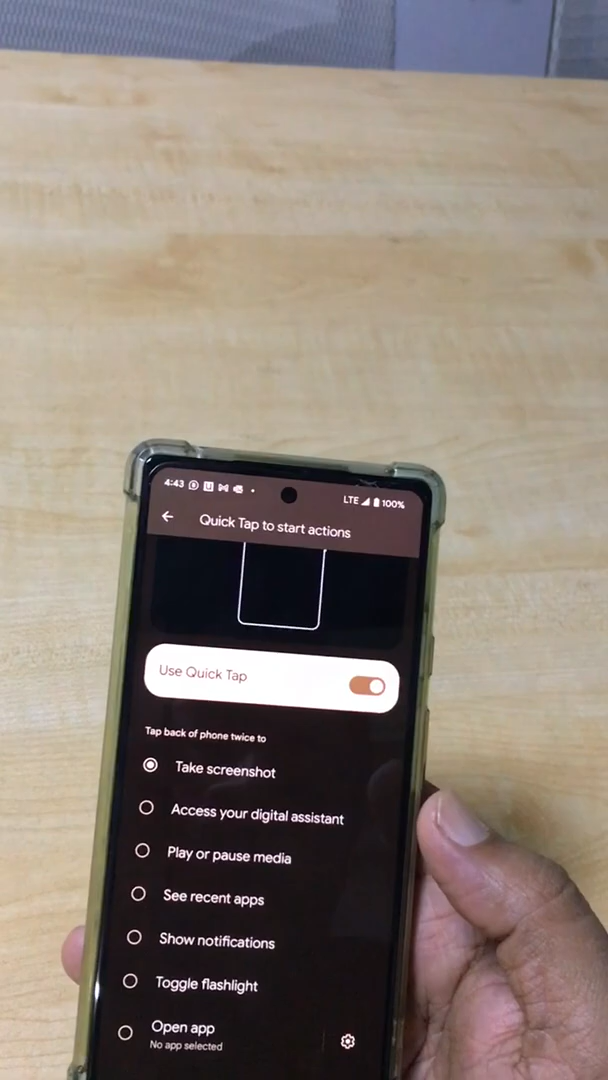 4:43 LTE 100%
Quick Tap to start actions
Use Quick Tap
Tap back of phone twice to
Take screenshot
Access your digital assistant
Play or pause media
See recent apps
Show notifications
Toggle flashlight
Open app
No app selected